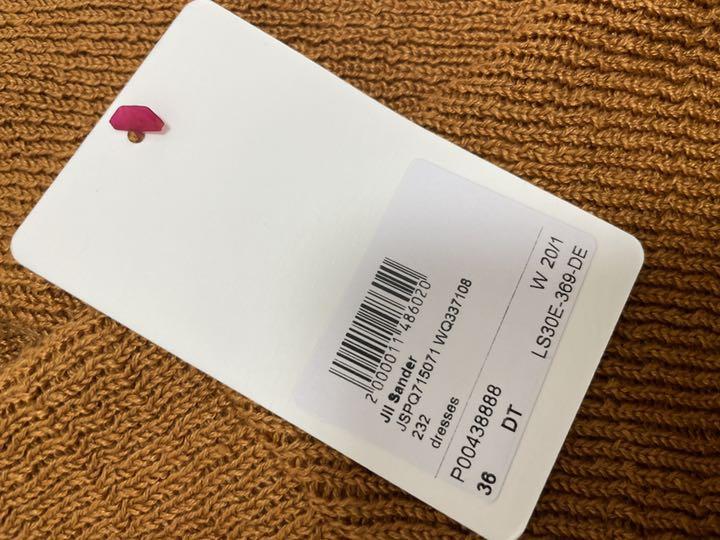 2000011486020
Jil Sander
JSPQ715071 WQ337108
232
dresses
P00438888 W 20/1
36 DT LS30E-369-DE